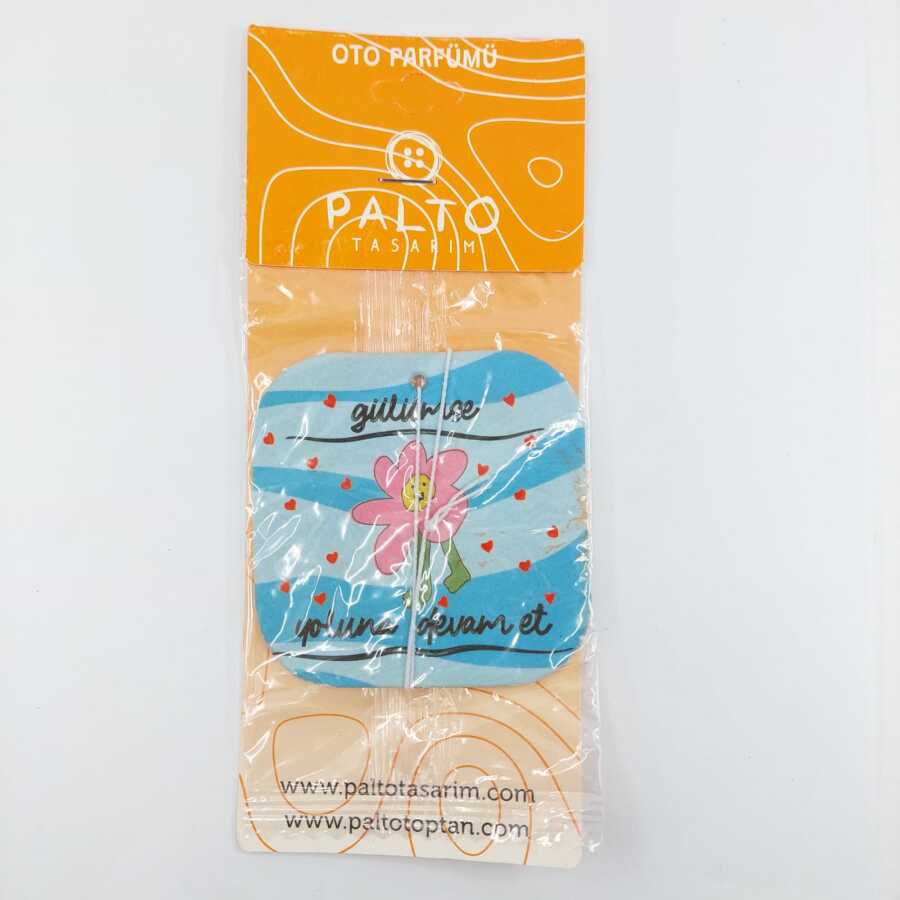 OTO PARFÜMÜ
PALTO
TASARIM
gülümse
yoluna devam et
www.paltotasarim.com
www.paltotoptan.com